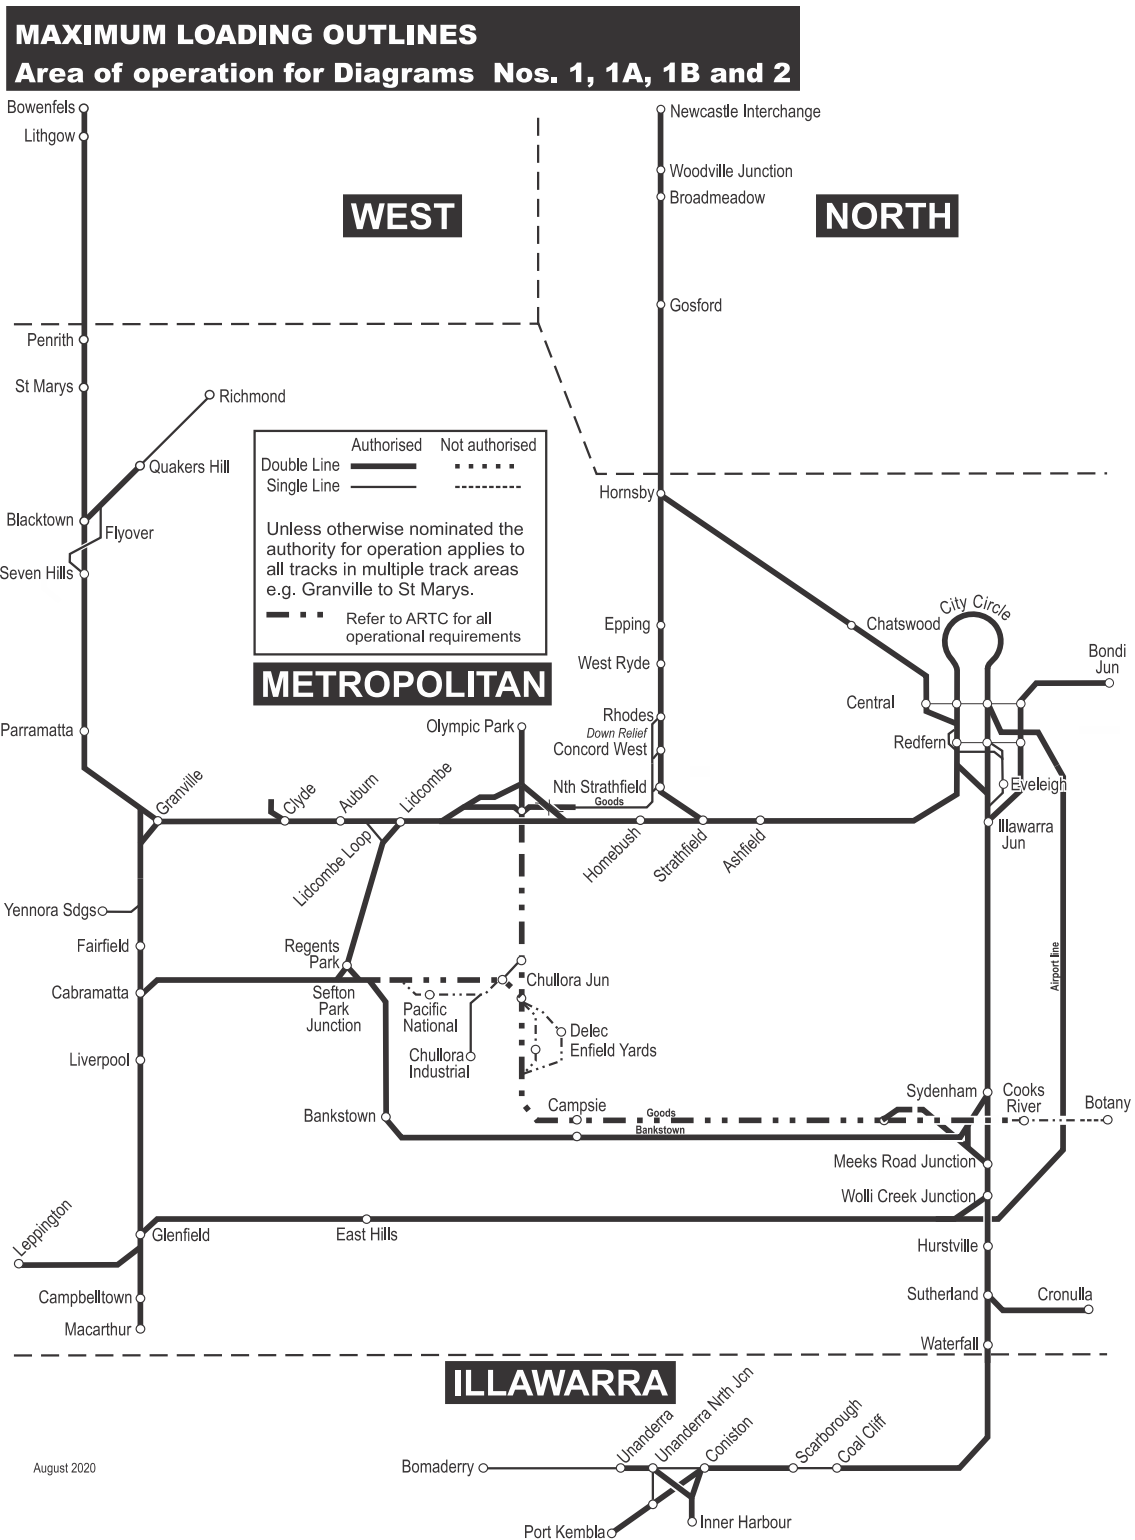 MAXIMUM LOADING OUTLINES
Area of operation for Diagrams Nos. 1, 1A, 1B and 2
Bowenfels
Lithgow
Newcastle Interchange
Woodville Junction
Broadmeadow
WEST
NORTH
Gosford
Penrith
St Marys
Richmond
Quakers Hill
Blacktown
Flyover
Seven Hills
Authorised Not authorised
Double Line
Single Line
Unless otherwise nominated the
authority for operation applies to
all tracks in multiple track areas
e.g. Granville to St Marys.
Refer to ARTC for all
operational requirements
METROPOLITAN
Hornsby
Epping
West Ryde
Rhodes
Down Relief
Concord West
Nth Strathfield
Goods
Chatswood
City Circle
Bondi
Jun
Central
Redfern
Eveleigh
Illawarra
Jun
Parramatta
Olympic Park
Granville
Clyde
Auburn
Lidcombe
Lidcombe Loop
Homebush
Strathfield
Ashfield
Yennora Sdgs
Fairfield
Cabramatta
Liverpool
Regents
Park
Sefton
Park
Junction
Pacific
National
Chullora
Industrial
Chullora Jun
Delec
Enfield Yards
Airport line
Bankstown
Campsie
Goods
Bankstown
Sydenham
Cooks
River
Botany
Meeks Road Junction
Wolli Creek Junction
Leppington
Glenfield
East Hills
Hurstville
Campbelltown
Macarthur
Sutherland
Cronulla
Waterfall
ILLAWARRA
Unanderra
Unanderra Nrth Jcn
Coniston
Scarborough
Coal Cliff
Bomaderry
Inner Harbour
Port Kembla
August 2020